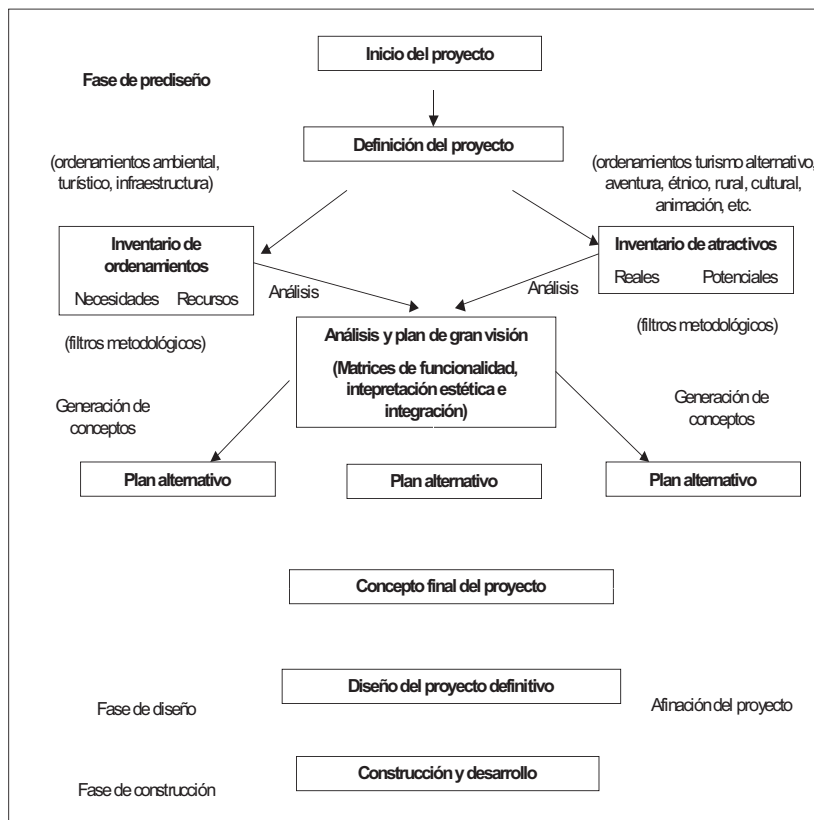 Inicio del proyecto
Fase de prediseño
Definición del proyecto
(ordenamientos ambiental,
turístico, infraestructura)
(ordenamientos turismo alternativo,
aventura, étnico, rural, cultural,
animación, etc.
Inventario de
ordenamientos
Necesidades Recursos
Análisis
Análisis
Inventario de atractivos
Reales Potenciales
(filtros metodológicos)
(filtros metodológicos)
Análisis y plan de gran visión
(Matrices de funcionalidad,
intepretación estética e
integración)
Generación de
conceptos
Generación de
conceptos
Plan alternativo
Plan alternativo
Plan alternativo
Concepto final del proyecto
Diseño del proyecto definitivo
Fase de diseño
Afinación del proyecto
Construcción y desarrollo
Fase de construcción